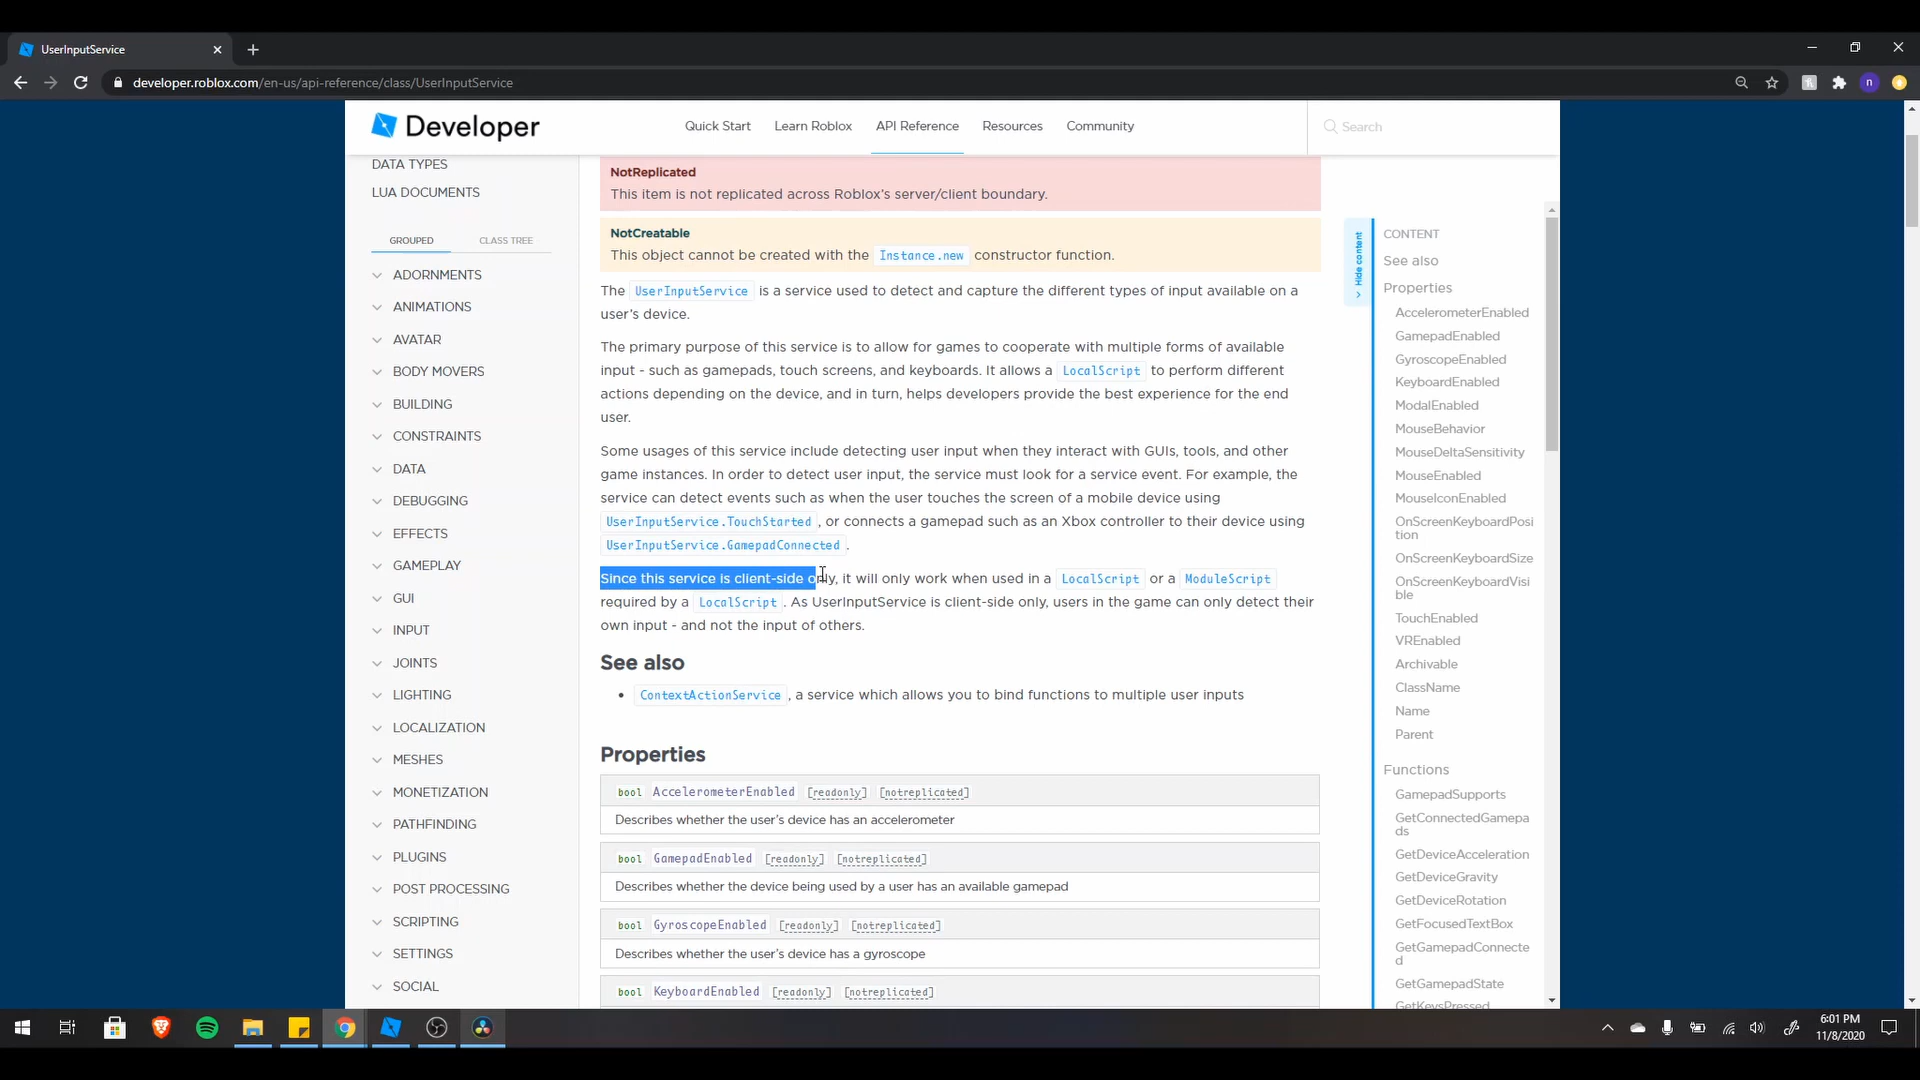 UserInputService
developer.roblox.com/en-us/api-reference/class/UserInputService
n
Developer
Quick Start
Learn Roblox
API Reference
Resources
Community
Search
DATA TYPES
LUA DOCUMENTS
GROUPED
CLASS TREE
ADORNMENTS
ANIMATIONS
AVATAR
BODY MOVERS
BUILDING
CONSTRAINTS
DATA
DEBUGGING
EFFECTS
GAMEPLAY
GUI
INPUT
JOINTS
LIGHTING
LOCALIZATION
MESHES
MONETIZATION
PATHFINDING
PLUGINS
POST PROCESSING
SCRIPTING
SETTINGS
SOCIAL
NotReplicated
This item is not replicated across Roblox's server/client boundary.
NotCreatable
This object cannot be created with the Instance.new constructor function.
The UserInputService is a service used to detect and capture the different types of input available on a
user's device.
The primary purpose of this service is to allow for games to cooperate with multiple forms of available
input - such as gamepads, touch screens, and keyboards. It allows a LocalScript to perform different
actions depending on the device, and in turn, helps developers provide the best experience for the end
user.
Some usages of this service include detecting user input when they interact with GUIs, tools, and other
game instances. In order to detect user input, the service must look for a service event. For example, the
service can detect events such as when the user touches the screen of a mobile device using
UserInputService.TouchStarted , or connects a gamepad such as an Xbox controller to their device using
UserInputService.GamepadConnected .
Since this service is client-side only, it will only work when used in a LocalScript or a ModuleScript
required by a LocalScript . As UserInputService is client-side only, users in the game can only detect their
own input - and not the input of others.
See also
• ContextActionService , a service which allows you to bind functions to multiple user inputs
Properties
bool AccelerometerEnabled [readonly] [notreplicated]
Describes whether the user's device has an accelerometer
bool GamepadEnabled [readonly] [notreplicated]
Describes whether the device being used by a user has an available gamepad
bool GyroscopeEnabled [readonly] [notreplicated]
Describes whether the user's device has a gyroscope
bool KeyboardEnabled [readonly] [notreplicated]
Hide content
CONTENT
See also
Properties
AccelerometerEnabled
GamepadEnabled
GyroscopeEnabled
KeyboardEnabled
ModalEnabled
MouseBehavior
MouseDeltaSensitivity
MouseEnabled
MouseIconEnabled
OnScreenKeyboardPosi
tion
OnScreenKeyboardSize
OnScreenKeyboardVisi
ble
TouchEnabled
VREnabled
Archivable
ClassName
Name
Parent
Functions
GamepadSupports
GetConnectedGamepa
ds
GetDeviceAcceleration
GetDeviceGravity
GetDeviceRotation
GetFocusedTextBox
GetGamepadConnecte
d
GetGamepadState
GetKeysPressed
6:01 PM
11/8/2020